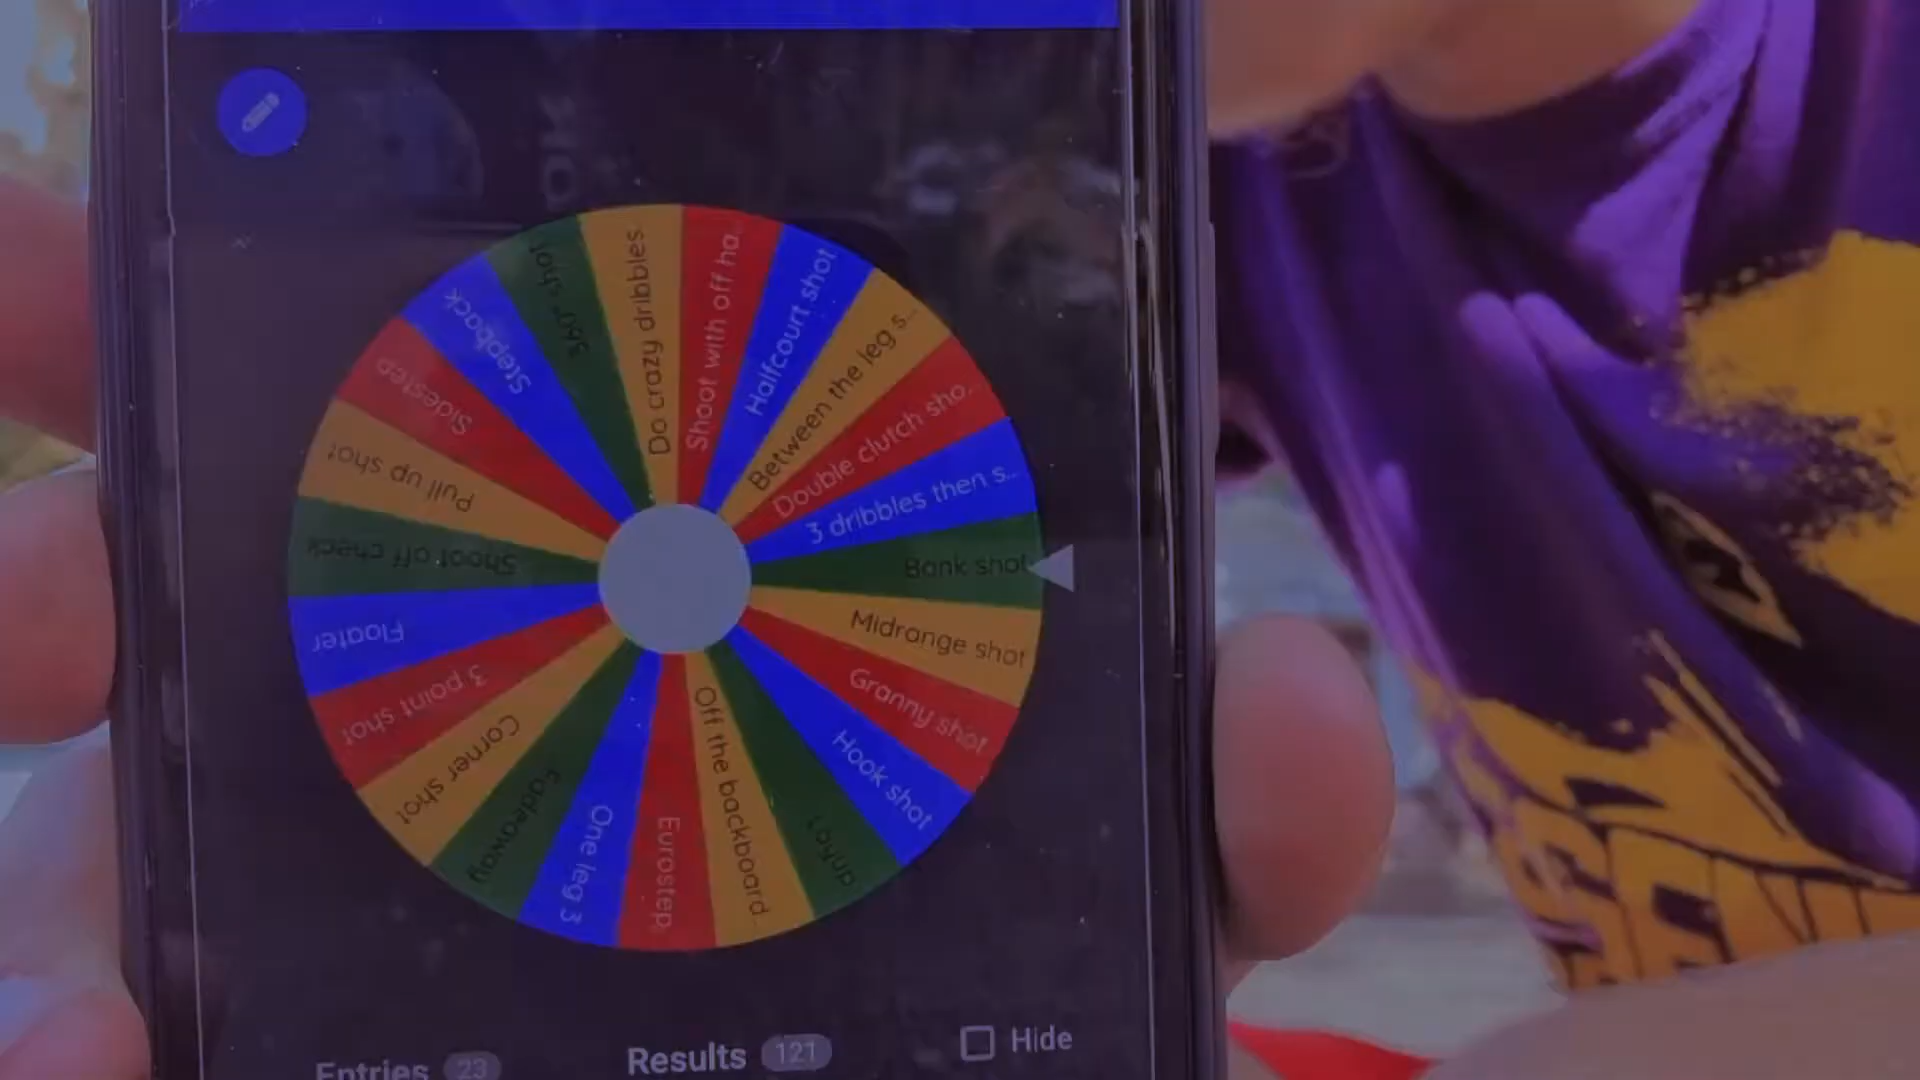 Do crazy dribbles
Shoot with off ha
Halfcourt shot
Between the leg s...
Double clutch sho.
3 dribbles then s...
Bank shot
Midrange shot
Granny shot
Hook shot
Off the backboard
Eurostep
One leg 3
Fadeaway
Corner shot
3 point shot
Floater
Shoot off check
Pull up shot
Sidestep
Stepback
360° shot
Entries 23
Results 121
Hide